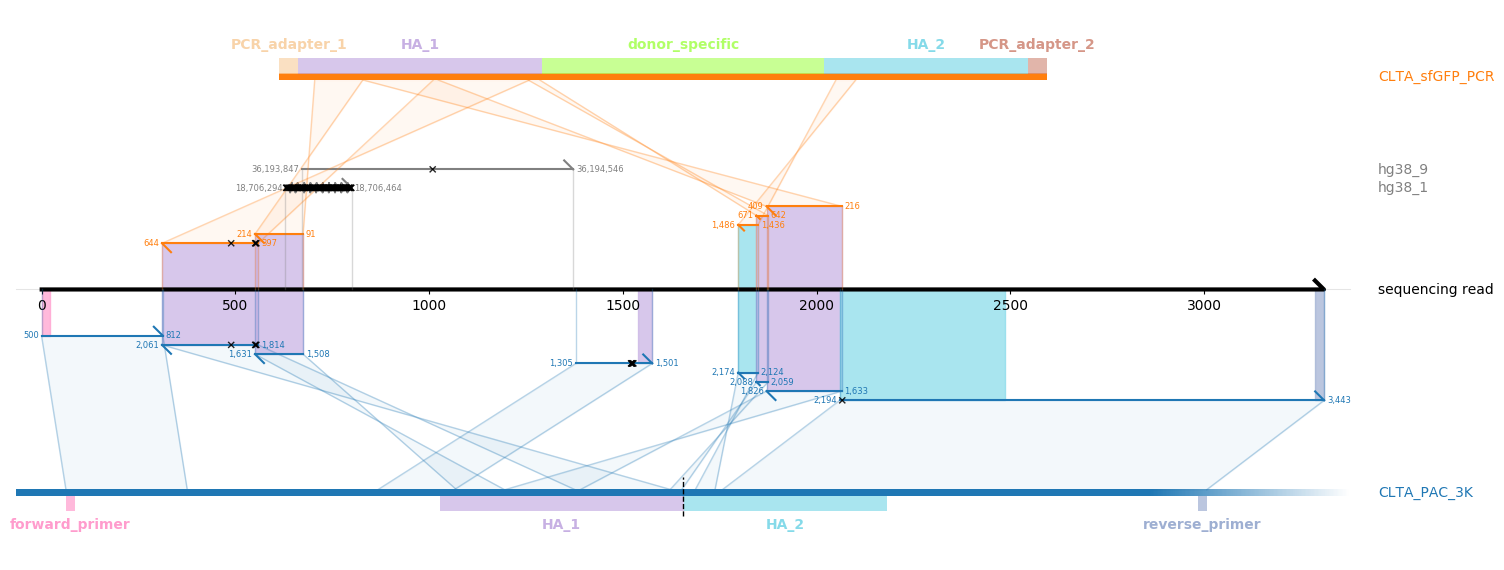 PCR_adapter_1 HA_1 donor_specific HA_2 PCR_adapter_2
CLTA_sfGFP_PCR
36,193,847 36,194,546 hg38_9
18,706,294 18,706,464 hg38_1
409 216
671 642
1,486 1,436
214 91
644 597
sequencing read
0 500 1000 1500 2000 2500 3000
500 812
2,061 1,814
1,631 1,508
1,305 1,501
2,174 2,124
2,088 2,059
1,826 1,633
2,194 3,443
CLTA_PAC_3K
forward_primer HA_1 HA_2 reverse_primer